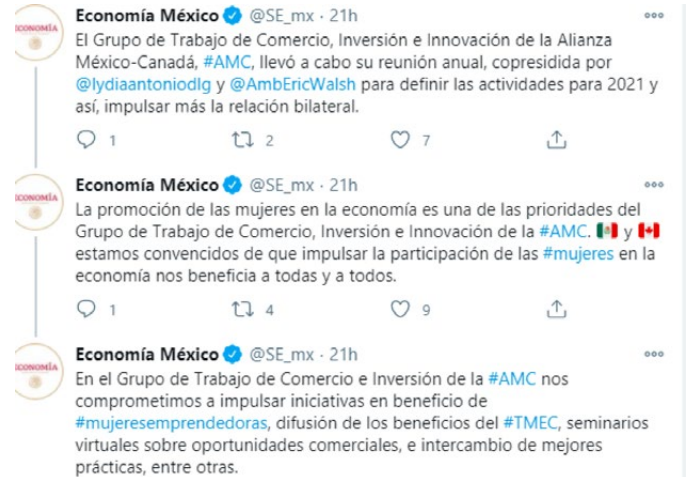 Economía México @SE_mx · 21h
El Grupo de Trabajo de Comercio, Inversión e Innovación de la Alianza
México-Canadá, #AMC, llevó a cabo su reunión anual, copresidida por
@lydiaantoniodlg y @AmbEricWalsh para definir las actividades para 2021 y
así, impulsar más la relación bilateral.
1 2 7
ECONOMÍA
Economía México @SE_mx · 21h
La promoción de las mujeres en la economía es una de las prioridades del
Grupo de Trabajo de Comercio, Inversión e Innovación de la #AMC. 🇲🇽 y 🇨🇦
estamos convencidos de que impulsar la participación de las #mujeres en la
economía nos beneficia a todas y a todos.
1 4 9
ECONOMÍA
Economía México @SE_mx · 21h
En el Grupo de Trabajo de Comercio e Inversión de la #AMC nos
comprometimos a impulsar iniciativas en beneficio de
#mujeresemprendedoras, difusión de los beneficios del #TMEC, seminarios
virtuales sobre oportunidades comerciales, e intercambio de mejores
prácticas, entre otras.
ECONOMÍA